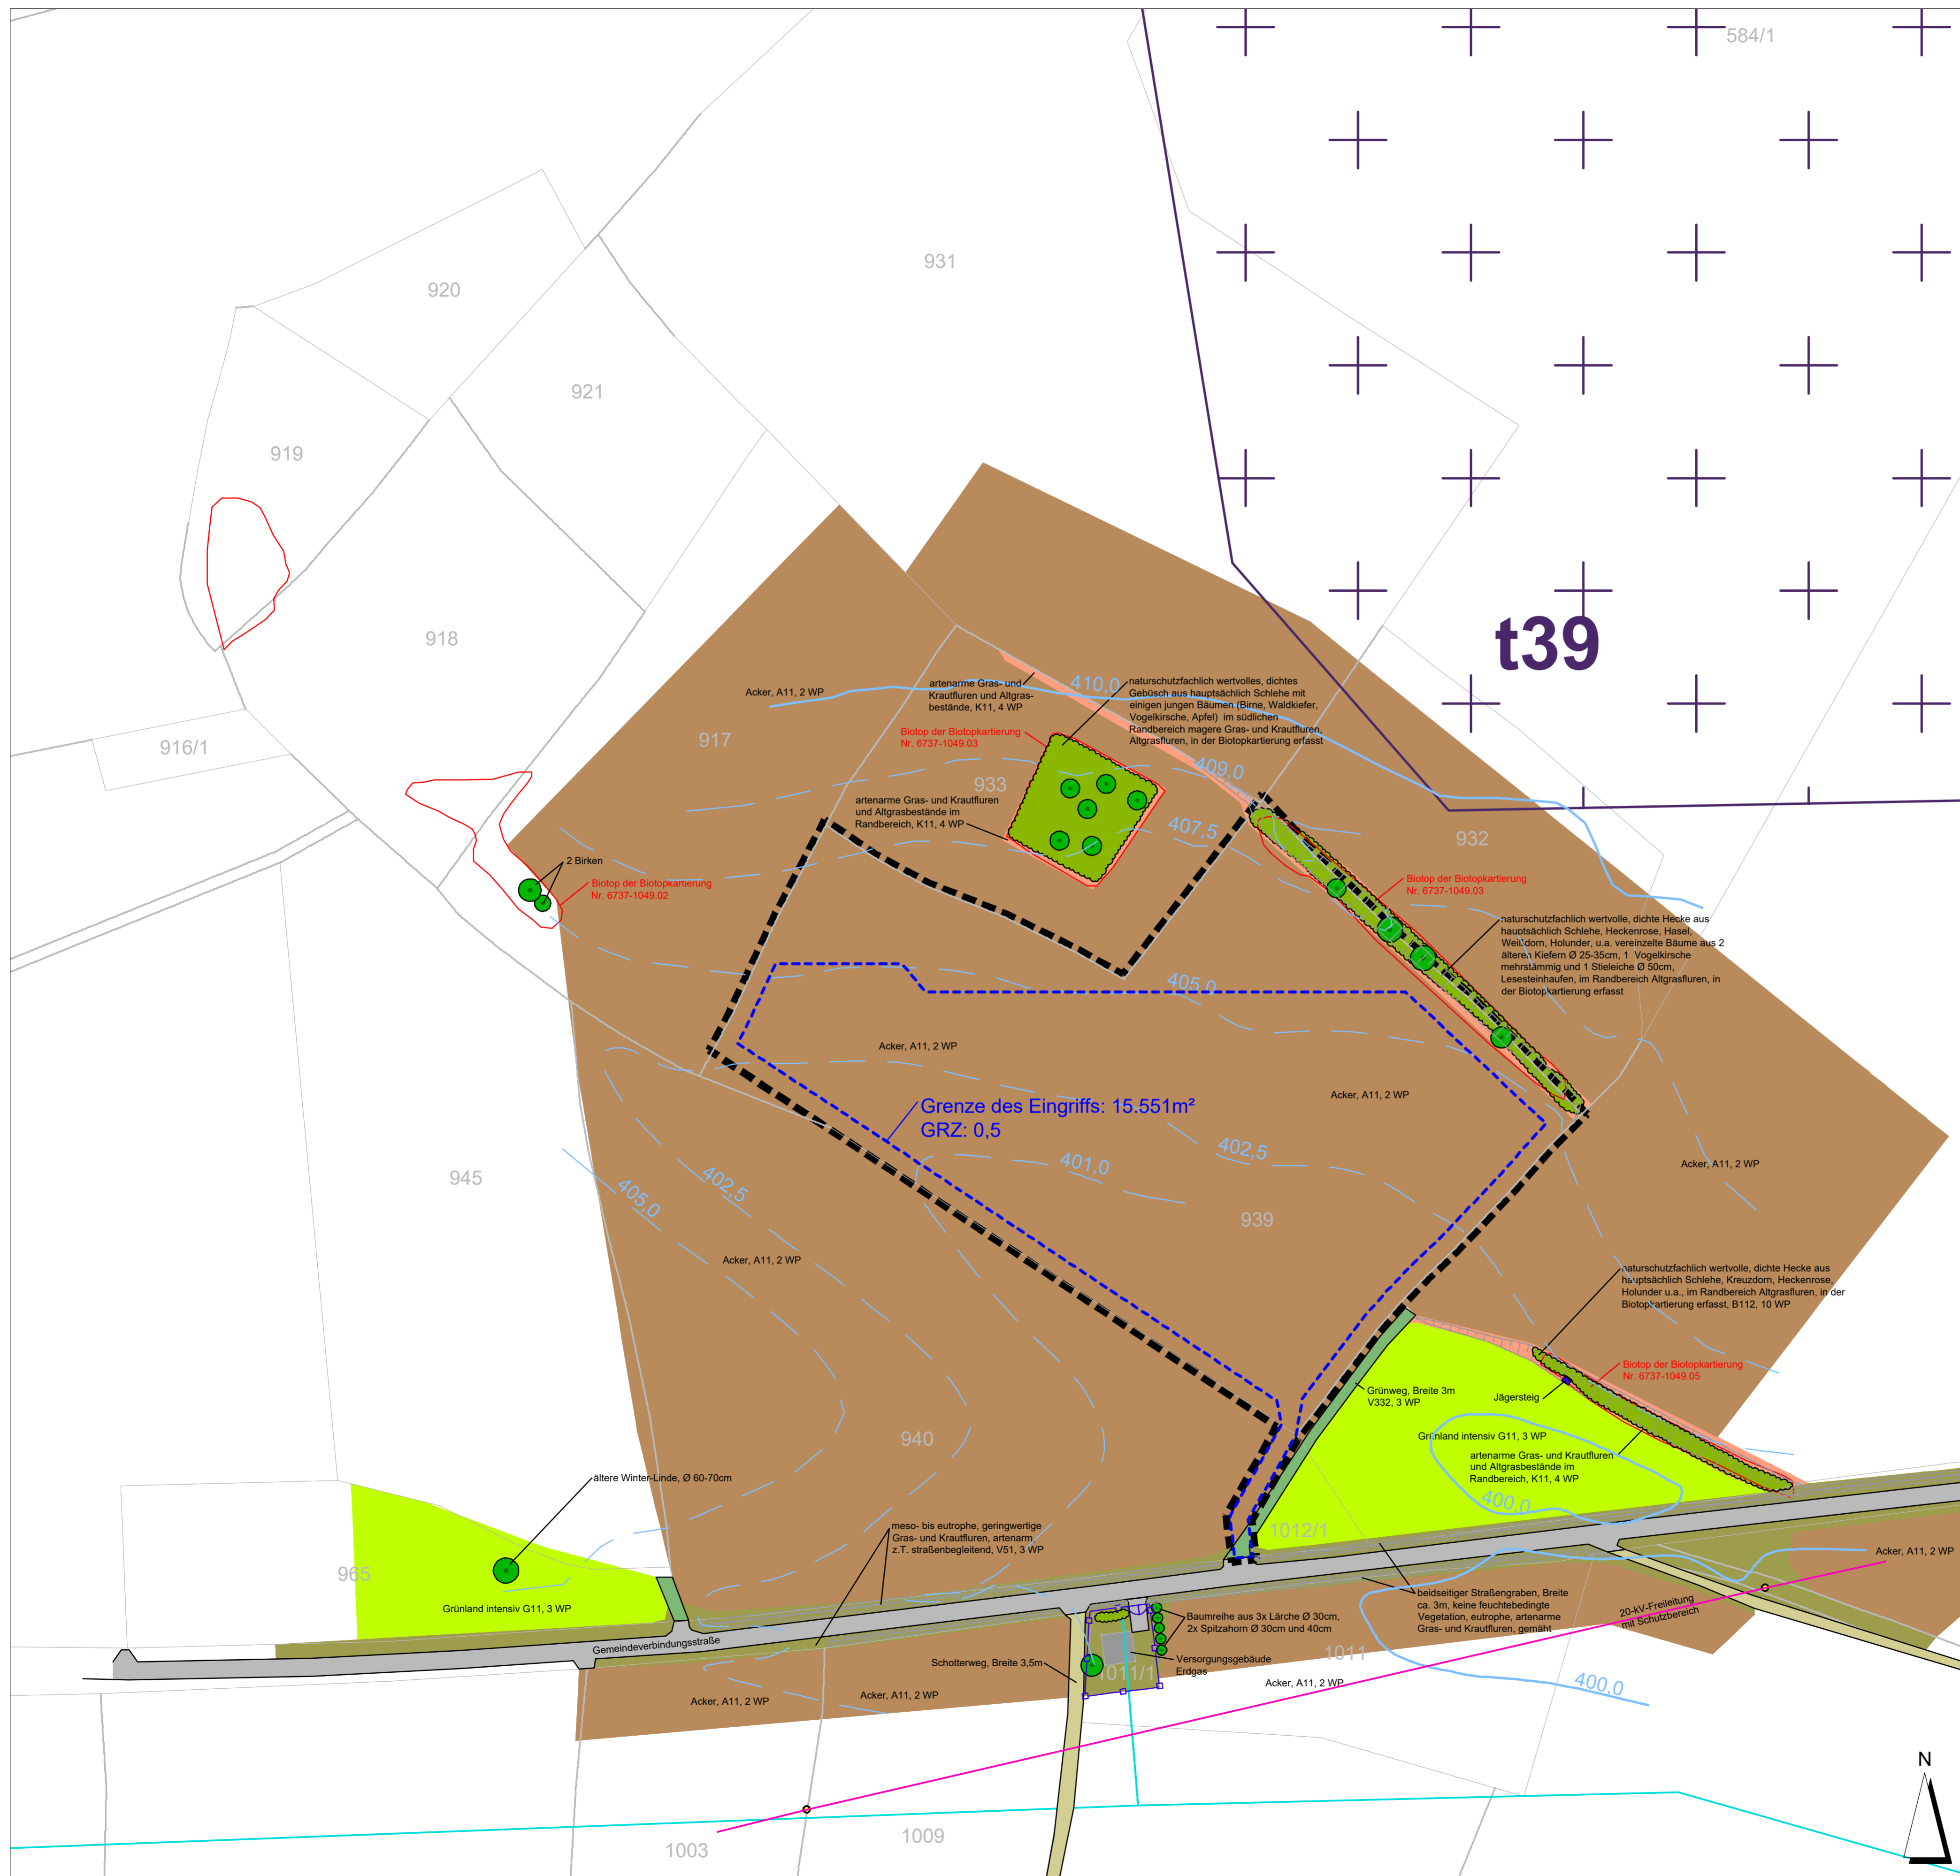 584/1
931
920
921
919
t39
918
artenarme Gras- und
Krautfluren und Altgras-
bestände, K11, 4 WP
410,0
naturschutzfachlich wertvolles, dichtes
Gebüsch aus hauptsächlich Schlehe mit
einigen jungen Bäumen (Birne, Waldkiefer,
Vogelkirsche, Apfel) im südlichen
Randbereich magere Gras- und Krautfluren,
Altgrasfluren, in der Biotopkartierung erfasst
Acker, A11, 2 WP
916/1
917
Biotop der Biotopkartierung
Nr. 6737-1049.03
409,0
933
artenarme Gras- und Krautfluren
und Altgrasbestände im
Randbereich, K11, 4 WP
407,5
932
2 Birken
Biotop der Biotopkartierung
Nr. 6737-1049.02
Biotop der Biotopkartierung
Nr. 6737-1049.03
naturschutzfachlich wertvolle, dichte Hecke aus
hauptsächlich Schlehe, Heckenrose, Hasel,
Weißdorn, Holunder, u.a. vereinzelte Bäume aus 2
älteren Kiefern Ø 25-35cm, 1 Vogelkirsche
mehrstämmig und 1 Stieleiche Ø 50cm,
Lesesteinhaufen, im Randbereich Altgrasfluren, in
der Biotopkartierung erfasst
405,0
Acker, A11, 2 WP
Acker, A11, 2 WP
Grenze des Eingriffs: 15.551m²
GRZ: 0,5
402,5
401,0
Acker, A11, 2 WP
945
402,5
405,0
939
Acker, A11, 2 WP
naturschutzfachlich wertvolle, dichte Hecke aus
hauptsächlich Schlehe, Kreuzdorn, Heckenrose,
Holunder u.a., im Randbereich Altgrasfluren, in der
Biotopkartierung erfasst, B112, 10 WP
Biotop der Biotopkartierung
Nr. 6737-1049.05
Grünweg, Breite 3m
V332, 3 WP
Jägersteig
940
Grünland intensiv G11, 3 WP
artenarme Gras- und Krautfluren
und Altgrasbestände im
Randbereich, K11, 4 WP
ältere Winter-Linde, Ø 60-70cm
400,0
meso- bis eutrophe, geringwertige
Gras- und Krautfluren, artenarm
z.T. straßenbegleitend, V51, 3 WP
1012/1
965
Acker, A11, 2 WP
Grünland intensiv G11, 3 WP
beidseitiger Straßengraben, Breite
ca. 3m, keine feuchtebedingte
Vegetation, eutrophe, artenarme
Gras- und Krautfluren, gemäht
20-kV-Freileitung
mit Schutzbereich
Baumreihe aus 3x Lärche Ø 30cm,
2x Spitzahorn Ø 30cm und 40cm
Gemeindeverbindungsstraße
Schotterweg, Breite 3,5m
Versorgungsgebäude
Erdgas
1011/1
1011
Acker, A11, 2 WP
Acker, A11, 2 WP
Acker, A11, 2 WP
400,0
N
1003
1009